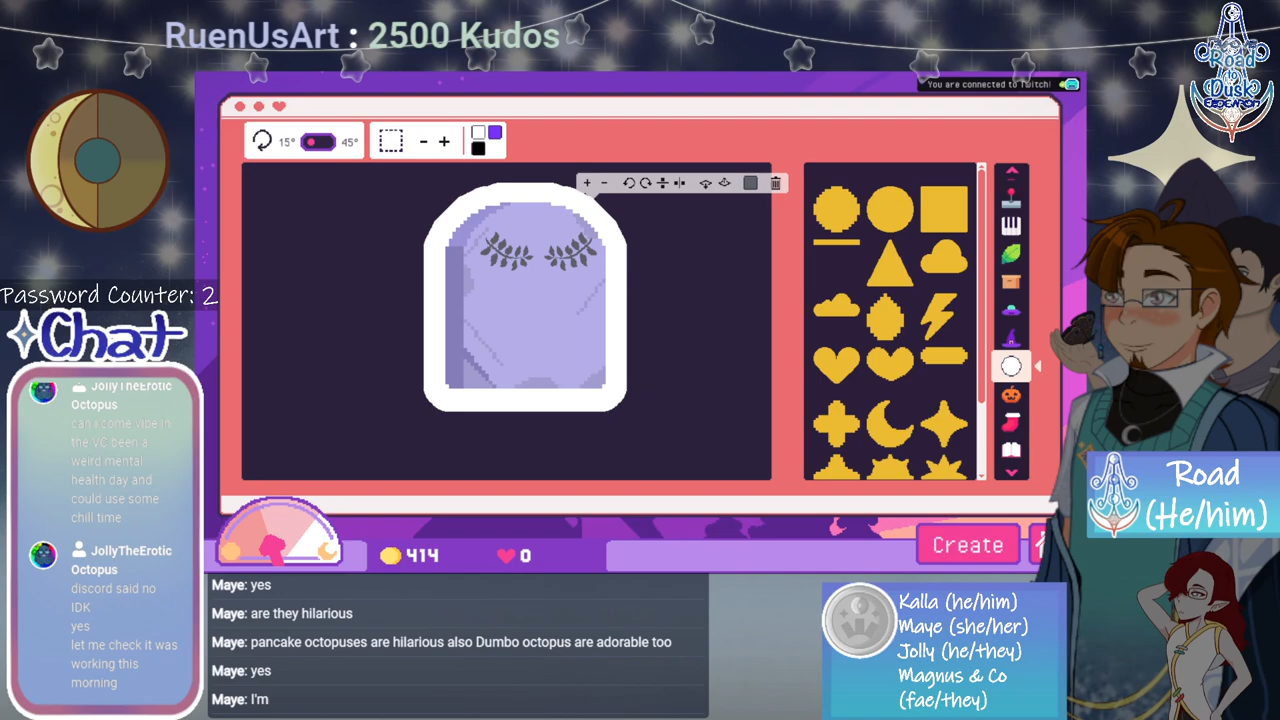 RuenUsArt : 2500 Kudos
Road
to
Dusk
EEDEARON
You are connected to Twitch!
15° 45°
Password Counter: 2
Chat
JollyTheErotic
Octopus
can i come vibe in
the VC been a
weird mental
health day and
could use some
chill time
JollyTheErotic
Octopus
discord said no
IDK
yes
let me check it was
working this
morning
414 0
Create
Maye: yes
Maye: are they hilarious
Maye: pancake octopuses are hilarious also Dumbo octopus are adorable too
Maye: yes
Maye: I'm
Road
(He/him)
Kalla (he/him)
Maye (she/her)
Jolly (he/they)
Magnus & Co
(fae/they)